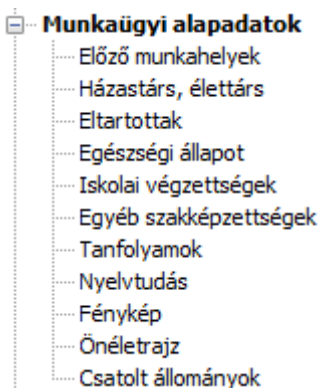 Munkaügyi alapadatok
Előző munkahelyek
Házastárs, élettárs
Eltartottak
Egészségi állapot
Iskolai végzettségek
Egyéb szakképzettségek
Tanfolyamok
Nyelvtudás
Fénykép
Önéletrajz
Csatolt állományok